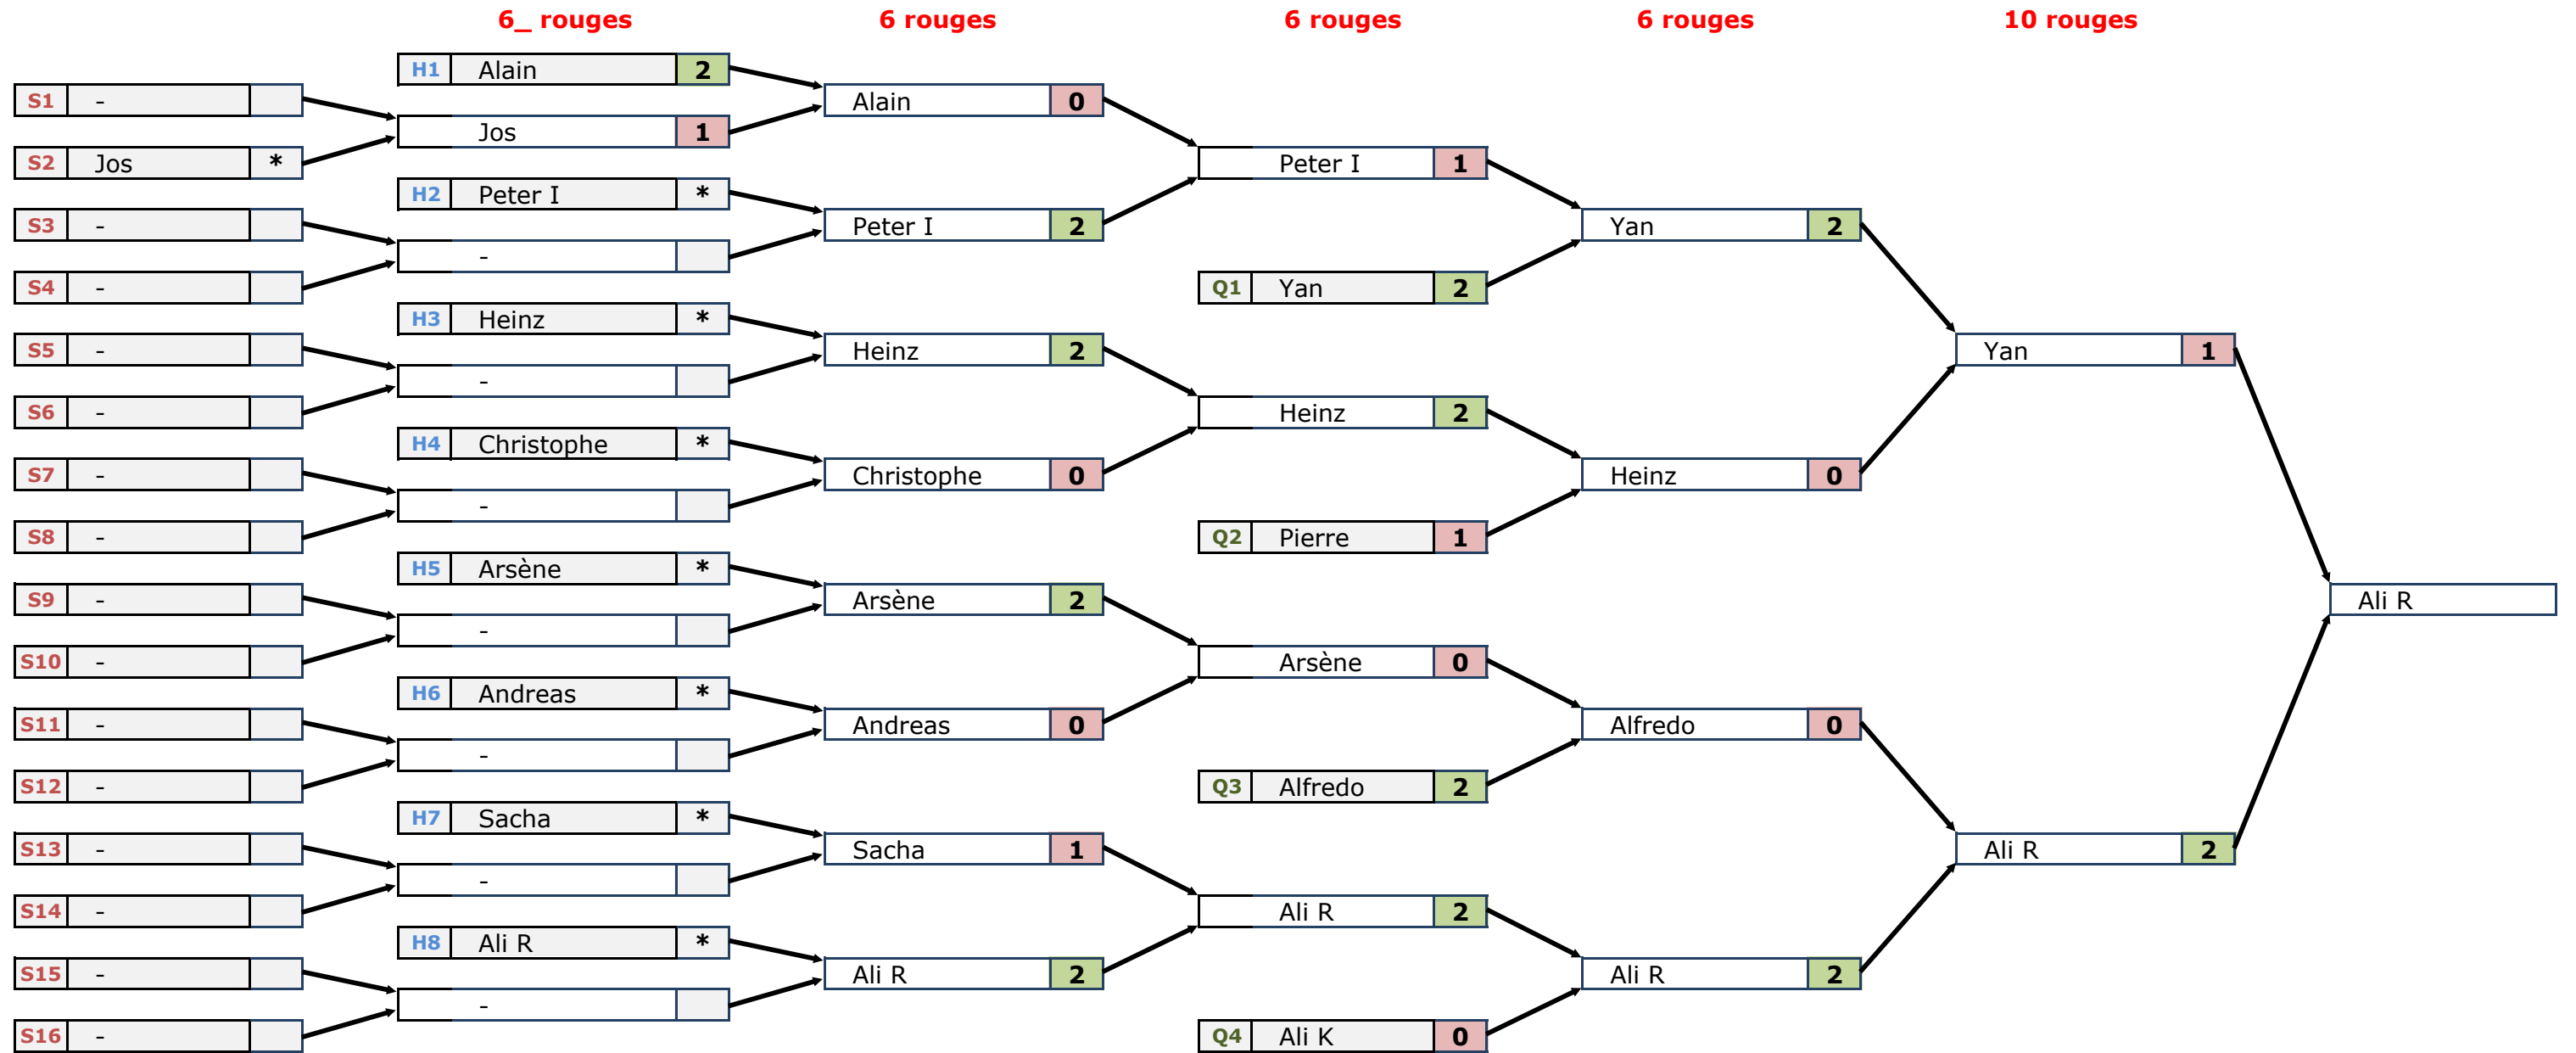 6_ rouges 6 rouges 6 rouges 6 rouges 10 rouges
H1 Alain 2
S1 - Alain 0
Jos 1
S2 Jos * Peter I 1
H2 Peter I *
S3 - Peter I 2 Yan 2
-
S4 - Q1 Yan 2
H3 Heinz *
S5 - Heinz 2 Yan 1
-
S6 - Heinz 2
H4 Christophe *
S7 - Christophe 0 Heinz 0
-
S8 - Q2 Pierre 1
H5 Arsène *
S9 - Arsène 2 Ali R
-
S10 - Arsène 0
H6 Andreas *
S11 - Andreas 0 Alfredo 0
-
S12 - Q3 Alfredo 2
H7 Sacha *
S13 - Sacha 1 Ali R 2
-
S14 - Ali R 2
H8 Ali R *
S15 - Ali R 2 Ali R 2
-
S16 - Q4 Ali K 0